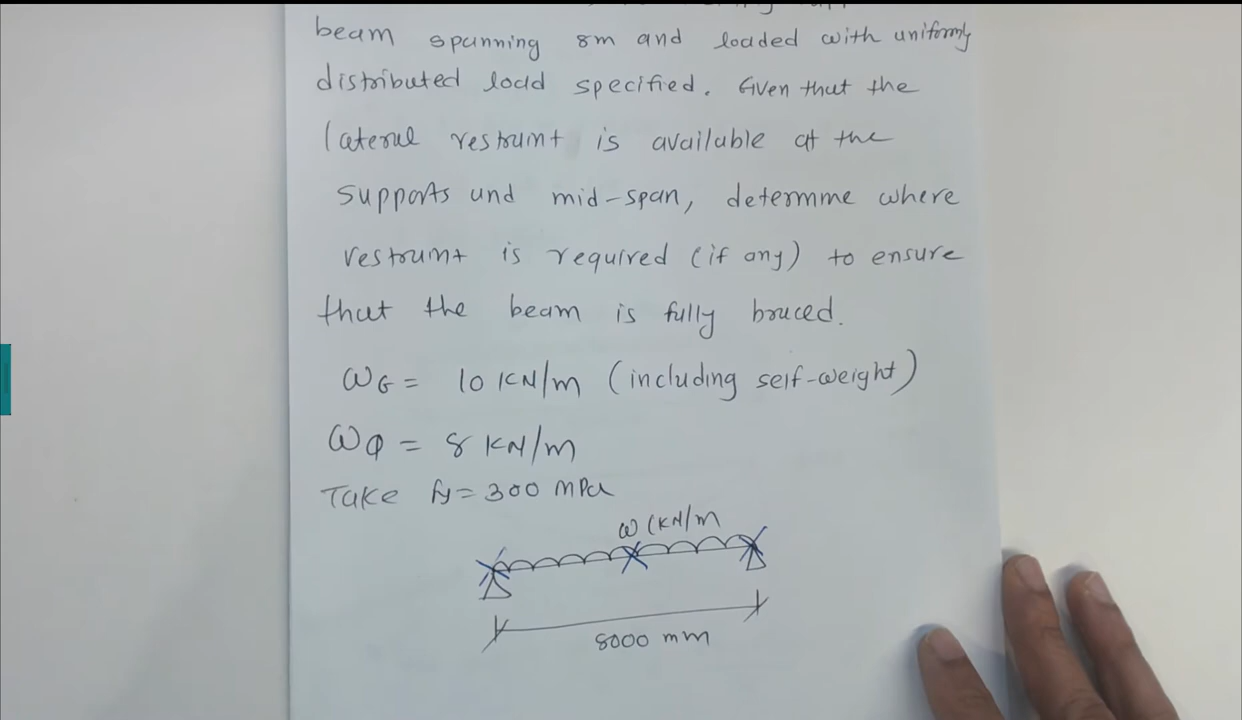 beam spanning 8m and loaded with uniformly
distributed load specified. Given that the
lateral restraint is available at the
supports and mid-span, determine where
restraint is required (if any) to ensure
that the beam is fully braced.
ωG = 10 KN/m (including self-weight)
ωQ = 8 KN/m
Take fy = 300 MPa
ω (KN/m
8000 mm